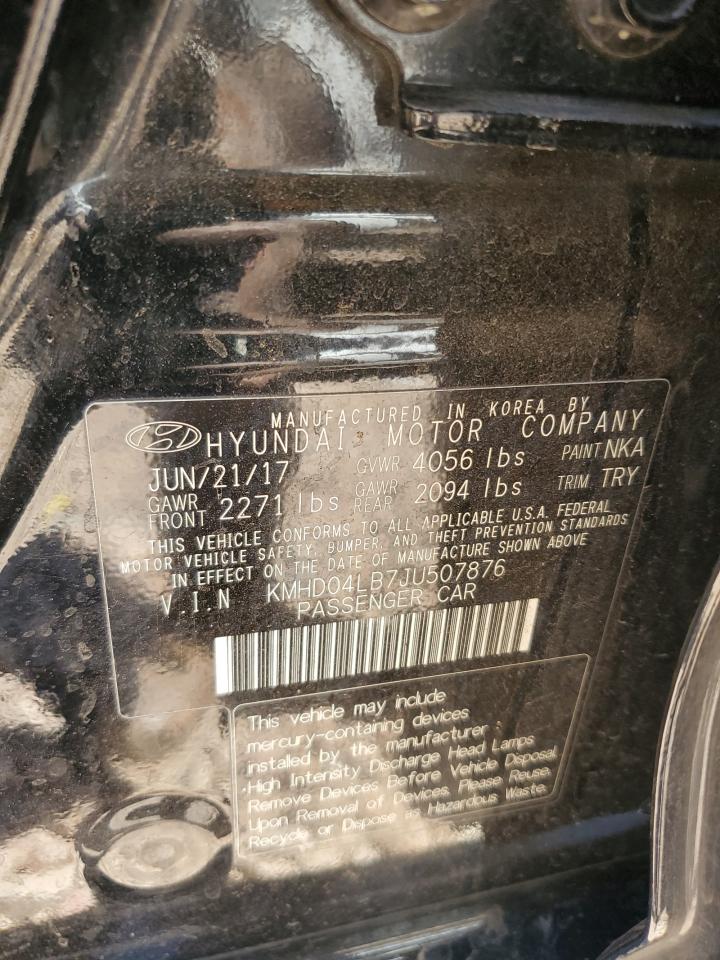 MANUFACTURED IN KOREA BY
HYUNDAI MOTOR COMPANY
JUN/21/17 GVWR 4056 lbs PAINT NKA
GAWR FRONT 2271 lbs GAWR REAR 2094 lbs TRIM TRY
THIS VEHICLE CONFORMS TO ALL APPLICABLE U.S.A. FEDERAL
MOTOR VEHICLE SAFETY, BUMPER, AND THEFT PREVENTION STANDARDS
IN EFFECT ON THE DATE OF MANUFACTURE SHOWN ABOVE
V.I.N KMHD04LB7JU507876
PASSENGER CAR
This vehicle may include
mercury-containing devices
installed by the manufacturer :
·High Intensity Discharge Head Lamps
Remove Devices Before Vehicle Disposal.
Upon Removal of Devices, Please Reuse,
Recycle or Dispose as Hazardous Waste.